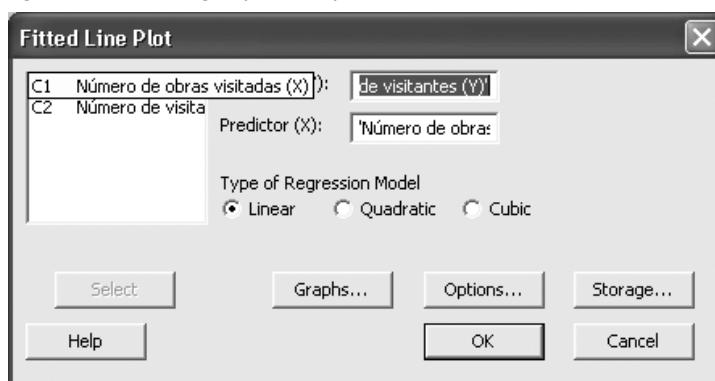 Fitted Line Plot
C1 Número de obras visitadas (X) '): de visitantes (Y)'
C2 Número de visita
Predictor (X): 'Número de obras
Type of Regression Model
Linear Quadratic Cubic
Select Graphs... Options... Storage...
Help OK Cancel